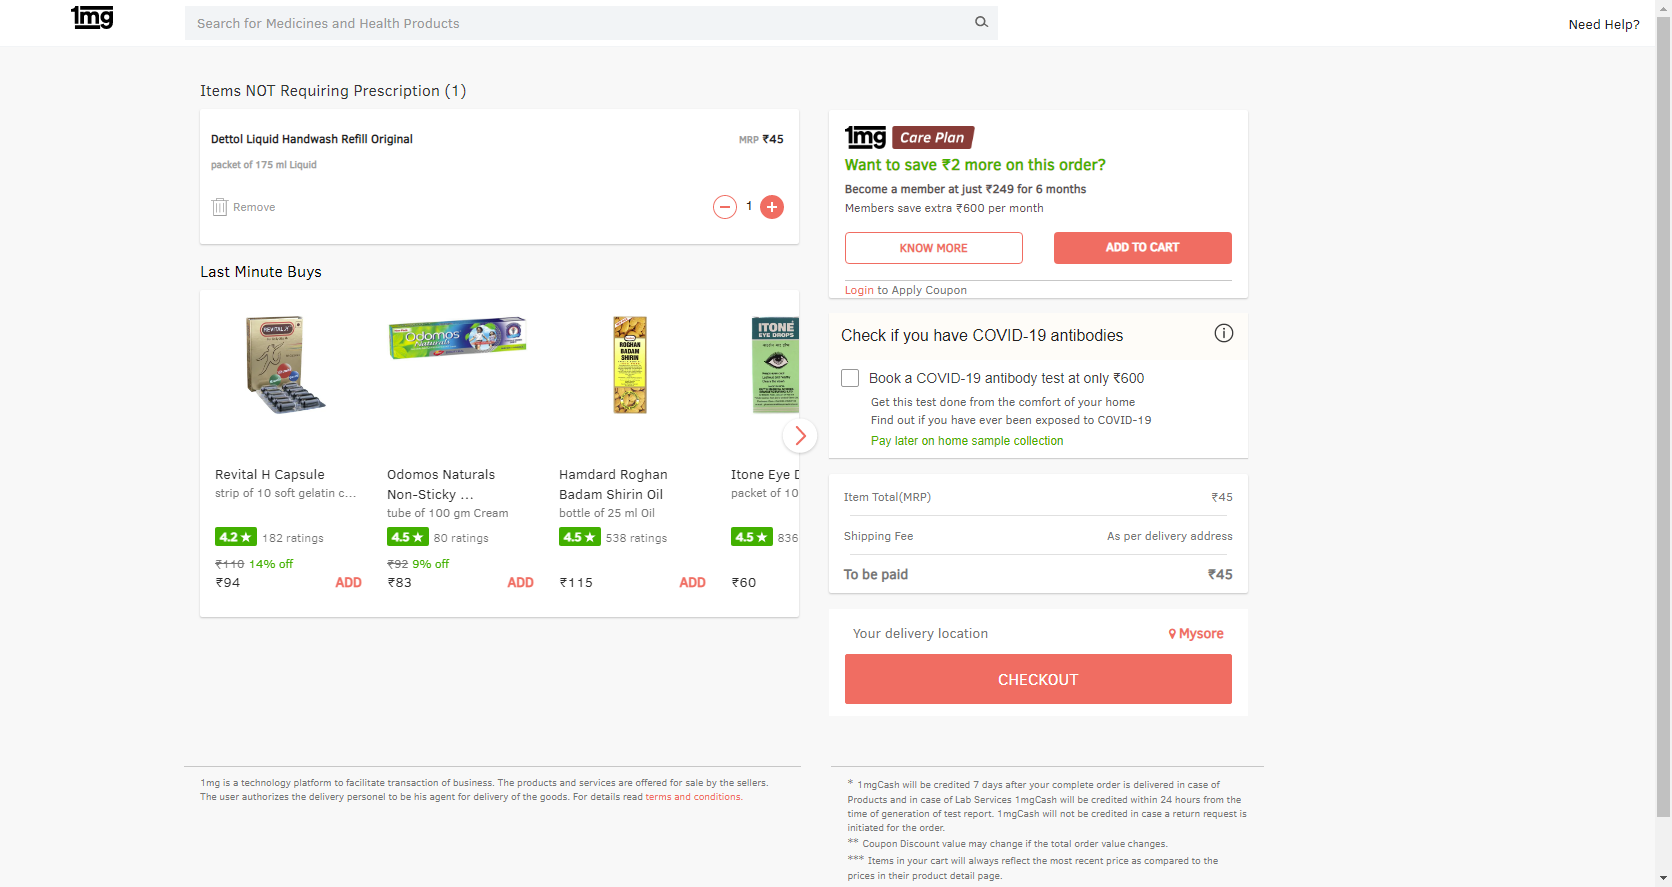 1mg
Search for Medicines and Health Products
Need Help?
Items NOT Requiring Prescription (1)
Dettol Liquid Handwash Refill Original
MRP ₹45
packet of 175 ml Liquid
Remove
1
Last Minute Buys
REVITAL H
Odomos
Naturals
ROGHAN
BADAM
SHIRIN
ITONE
EYE DROPS
Revital H Capsule
strip of 10 soft gelatin c...
4.2★ 182 ratings
₹110 14% off
₹94
ADD
Odomos Naturals
Non-Sticky ...
tube of 100 gm Cream
4.5★ 80 ratings
₹92 9% off
₹83
ADD
Hamdard Roghan
Badam Shirin Oil
bottle of 25 ml Oil
4.5★ 538 ratings
₹115
ADD
Itone Eye D
packet of 10
4.5★ 836
₹60
1mg Care Plan
Want to save ₹2 more on this order?
Become a member at just ₹249 for 6 months
Members save extra ₹600 per month
KNOW MORE
ADD TO CART
Login to Apply Coupon
Check if you have COVID-19 antibodies
Book a COVID-19 antibody test at only ₹600
Get this test done from the comfort of your home
Find out if you have ever been exposed to COVID-19
Pay later on home sample collection
Item Total(MRP) ₹45
Shipping Fee As per delivery address
To be paid ₹45
Your delivery location Mysore
CHECKOUT
1mg is a technology platform to facilitate transaction of business. The products and services are offered for sale by the sellers.
The user authorizes the delivery personel to be his agent for delivery of the goods. For details read terms and conditions.
* 1mgCash will be credited 7 days after your complete order is delivered in case of
Products and in case of Lab Services 1mgCash will be credited within 24 hours from the
time of generation of test report. 1mgCash will not be credited in case a return request is
initiated for the order.
** Coupon Discount value may change if the total order value changes.
*** Items in your cart will always reflect the most recent price as compared to the
prices in their product detail page.